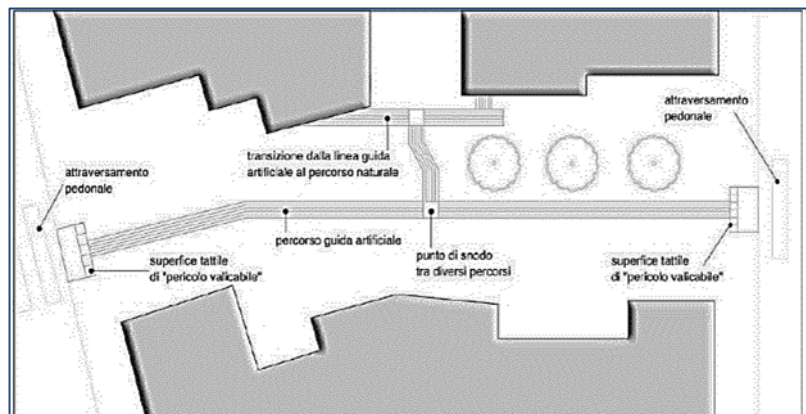 attraversamento
pedonale
transizione dalla linea guida
artificiale al percorso naturale
attraversamento
pedonale
percorso guida artificiale
superfice tattile
di "pericolo valicabile"
punto di snodo
tra diversi percorsi
superfice tattile
di "pericolo valicabile"